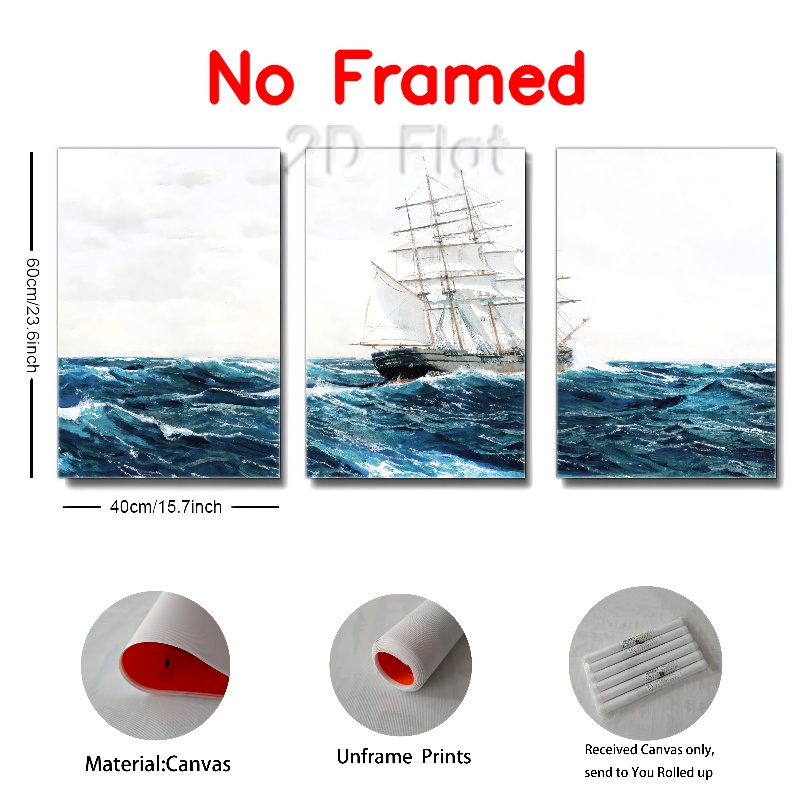 No Framed
2D Flat
60cm/23.6inch
40cm/15.7inch
Material:Canvas
Unframe Prints
Received Canvas only,
send to You Rolled up